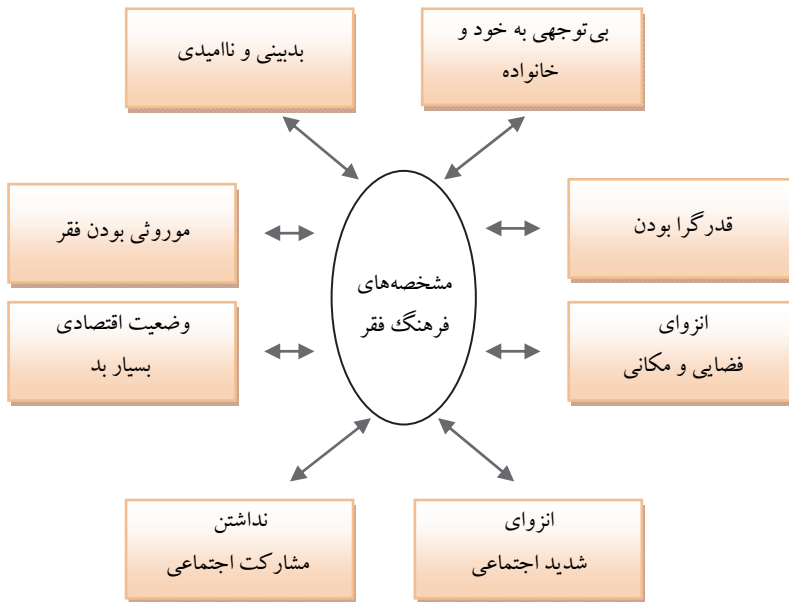 بی‌توجهی به خود و
خانواده
بدبینی و ناامیدی
قدرگرا بودن
موروثی بودن فقر
مشخصه‌های
فرهنگ فقر
انزوای
فضایی و مکانی
وضعیت اقتصادی
بسیار بد
انزوای
شدید اجتماعی
نداشتن
مشارکت اجتماعی